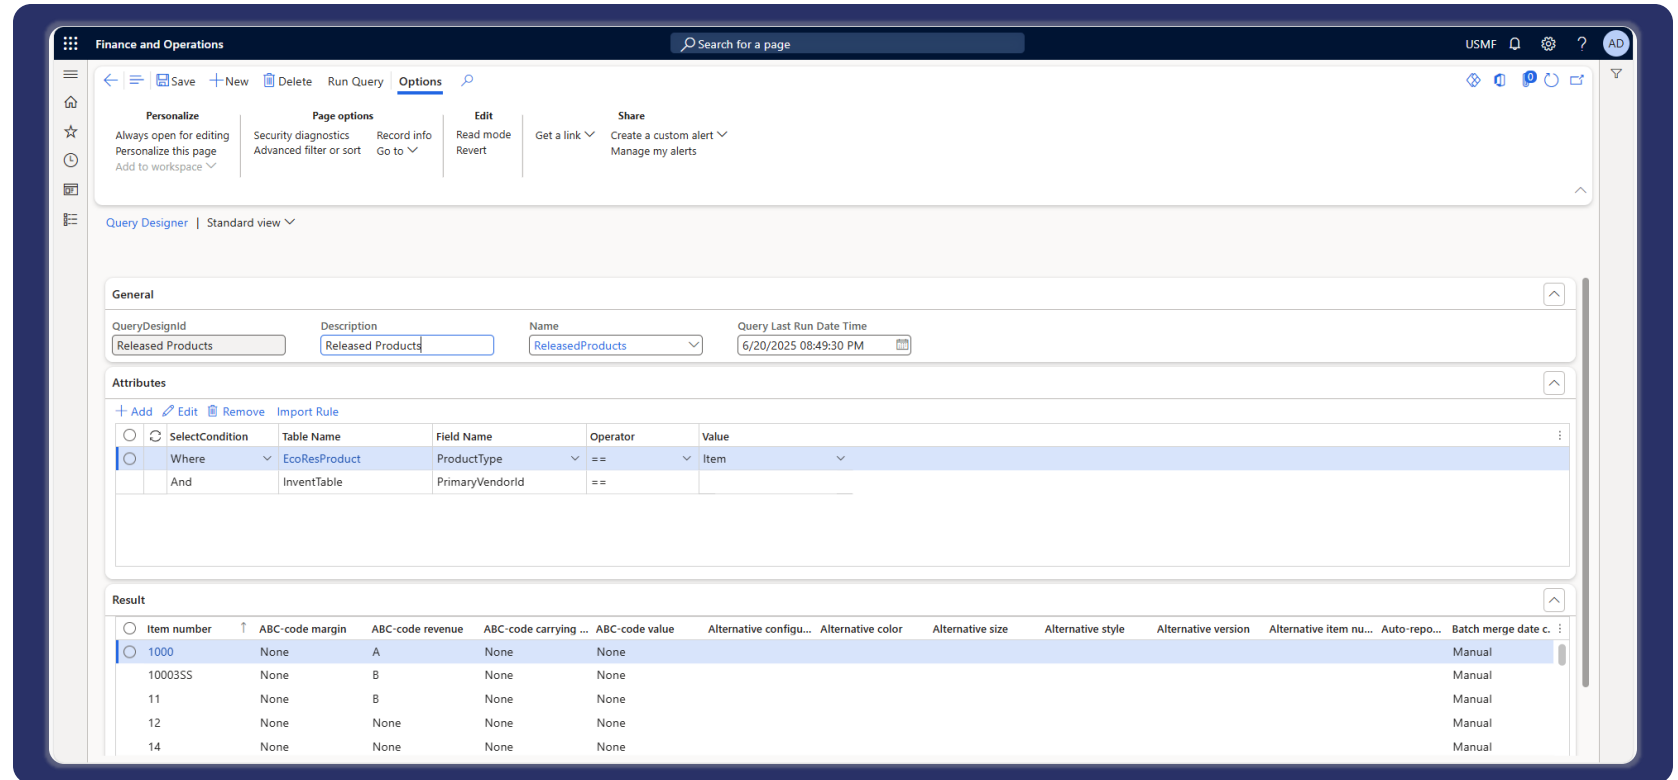 Finance and Operations
Search for a page
USMF ? AD
Save New Delete Run Query Options 0
Personalize Page options Edit Share
Always open for editing Security diagnostics Record info Read mode Get a link Create a custom alert
Personalize this page Advanced filter or sort Go to Revert Manage my alerts
Add to workspace
Query Designer | Standard view
General
QueryDesignId Description Name Query Last Run Date Time
Released Products Released Products ReleasedProducts 6/20/2025 08:49:30 PM
Attributes
+ Add Edit Remove Import Rule
SelectCondition Table Name Field Name Operator Value
Where EcoResProduct ProductType == Item
And InventTable PrimaryVendorId ==
Result
Item number ↑ ABC-code margin ABC-code revenue ABC-code carrying ... ABC-code value Alternative configu... Alternative color Alternative size Alternative style Alternative version Alternative item nu... Auto-repo... Batch merge date c.
1000 None A None None Manual
10003SS None B None None Manual
11 None B None None Manual
12 None None None None Manual
14 None None None None Manual